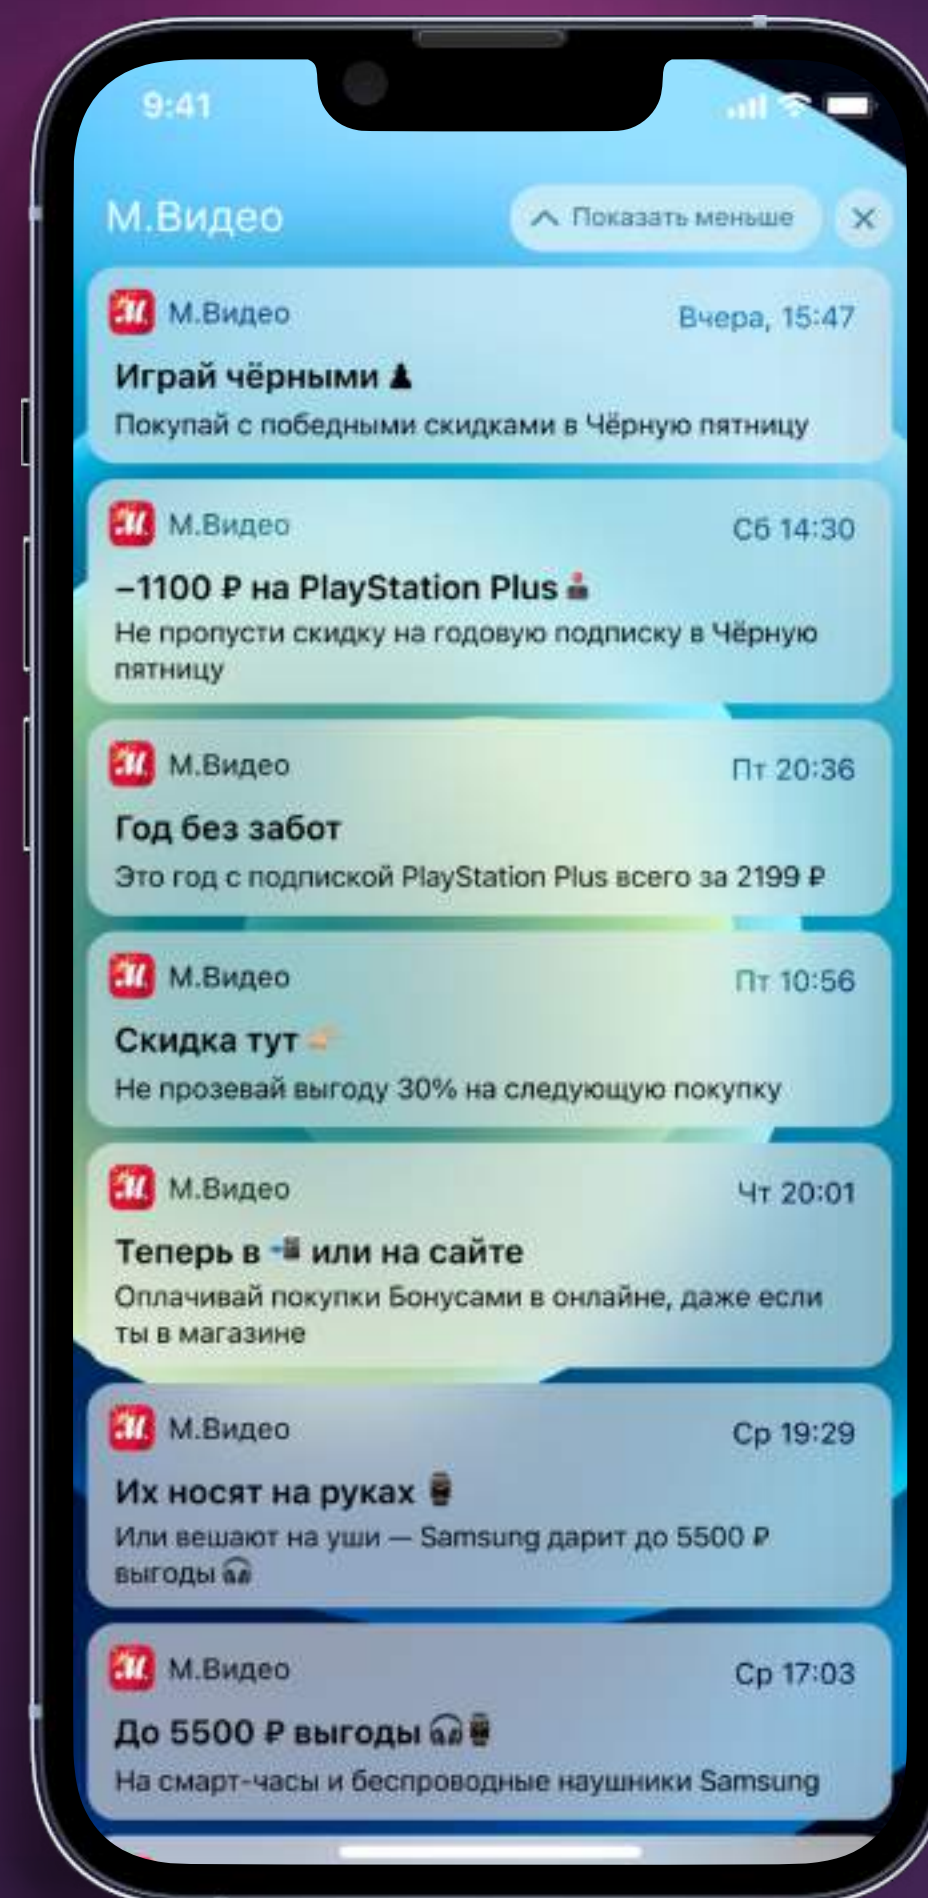 9:41
М.Видео
Показать меньше
М.Видео
Вчера, 15:47
Играй чёрными
Покупай с победными скидками в Чёрную пятницу
М.Видео
Сб 14:30
–1100 ₽ на PlayStation Plus
Не пропусти скидку на годовую подписку в Чёрную
пятницу
М.Видео
Пт 20:36
Год без забот
Это год с подпиской PlayStation Plus всего за 2199 ₽
М.Видео
Пт 10:56
Скидка тут
Не прозевай выгоду 30% на следующую покупку
М.Видео
Чт 20:01
Теперь в 📲 или на сайте
Оплачивай покупки Бонусами в онлайне, даже если
ты в магазине
М.Видео
Ср 19:29
Их носят на руках
Или вешают на уши — Samsung дарит до 5500 ₽
выгоды
М.Видео
Ср 17:03
До 5500 ₽ выгоды
На смарт-часы и беспроводные наушники Samsung